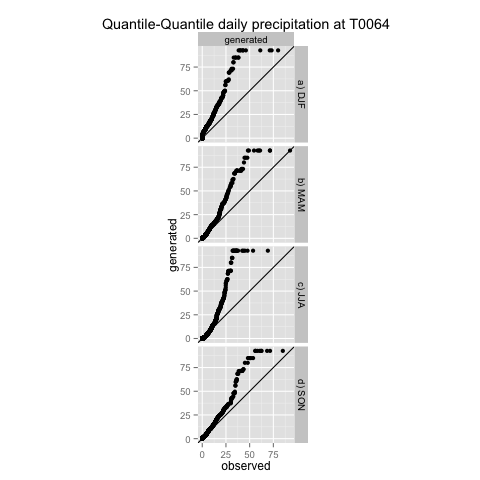 Quantile-Quantile daily precipitation at T0064
generated
75
50
25
0
a) DJF
75
50
25
0
b) MAM
generated
75
50
25
0
c) JJA
75
50
25
0
d) SON
0 25 50 75
observed